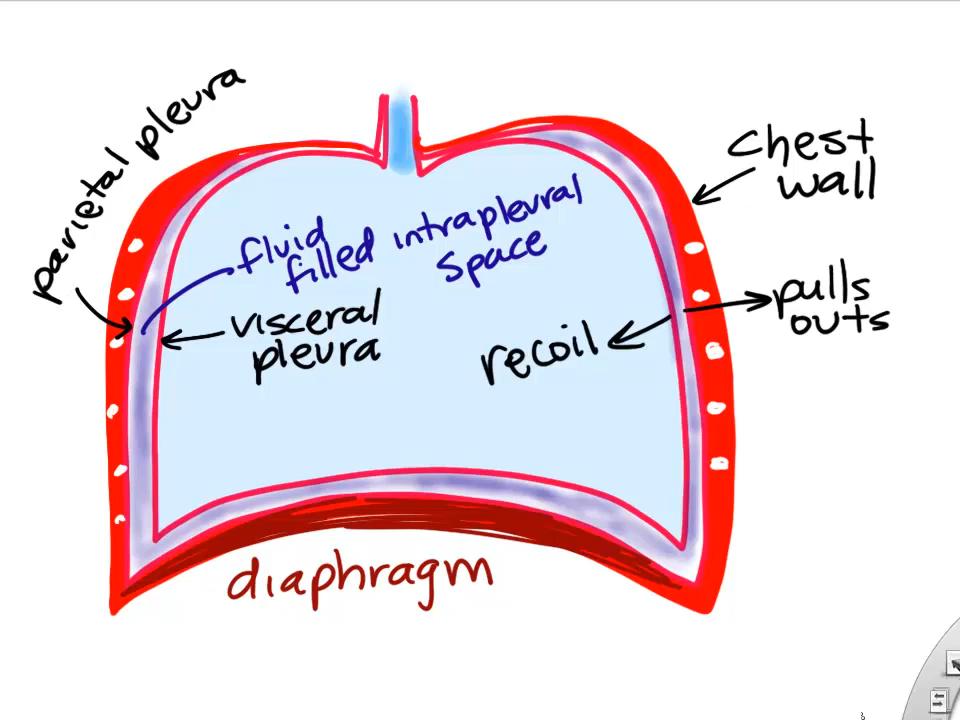 parietal pleura
chest
wall
fluid
filled intrapleural
space
visceral
pleura
recoil
pulls
outs
diaphragm